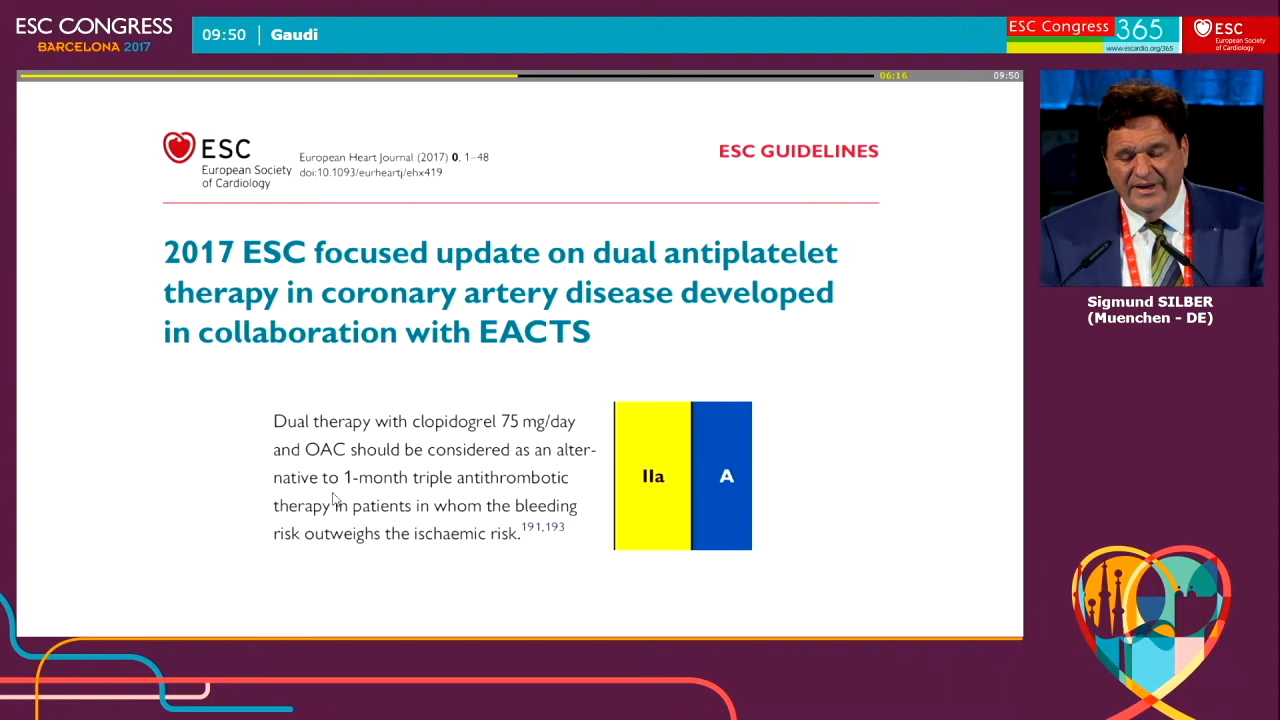 ESC CONGRESS
BARCELONA 2017
09:50
Gaudi
ESC Congress
365
www.escardio.org/365
ESC
European Society
of Cardiology
06:16
09:50
ESC
European Society
of Cardiology
European Heart Journal (2017) 0, 1–48
doi:10.1093/eurheartj/ehx419
ESC GUIDELINES
2017 ESC focused update on dual antiplatelet
therapy in coronary artery disease developed
in collaboration with EACTS
Dual therapy with clopidogrel 75 mg/day
and OAC should be considered as an alter-
native to 1-month triple antithrombotic
therapy in patients in whom the bleeding
risk outweighs the ischaemic risk.191,193
IIa
A
Sigmund SILBER
(Muenchen - DE)